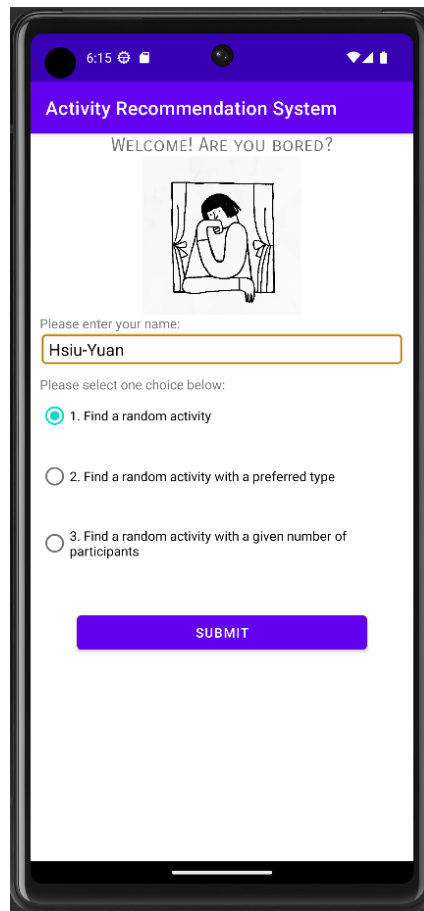 6:15
Activity Recommendation System
WELCOME! ARE YOU BORED?
Please enter your name:
Hsiu-Yuan
Please select one choice below:
1. Find a random activity
2. Find a random activity with a preferred type
3. Find a random activity with a given number of
participants
SUBMIT